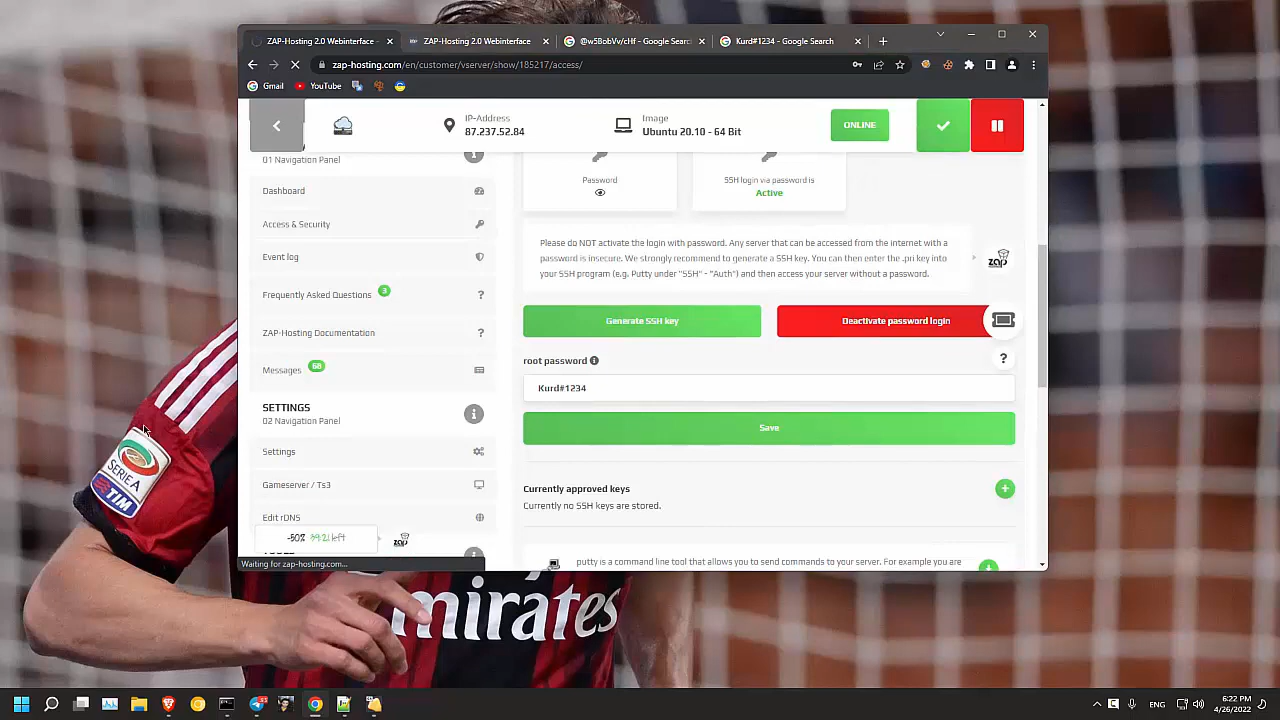 ZAP-Hosting 2.0 Webinterface -
ZAP-Hosting 2.0 Webinterface
@w5BobVv/cHf - Google Searc
Kurd#1234 - Google Search
zap-hosting.com/en/customer/vserver/show/185217/access/
Gmail
YouTube
IP-Address
87.237.52.84
Image
Ubuntu 20.10 - 64 Bit
ONLINE
01 Navigation Panel
Dashboard
Access & Security
Event log
Frequently Asked Questions 3
ZAP-Hosting Documentation
Messages 68
SETTINGS
02 Navigation Panel
Settings
Gameserver / Ts3
Edit rDNS
-50%
left
Waiting for zap-hosting.com...
Password
SSH login via password is
Active
Please do NOT activate the login with password. Any server that can be accessed from the internet with a
password is insecure. We strongly recommend to generate a SSH key. You can then enter the .pri key into
your SSH program (e.g. Putty under "SSH" - "Auth") and then access your server without a password.
zap
Generate SSH key
Deactivate password login
root password
Kurd#1234
Save
Currently approved keys
Currently no SSH keys are stored.
putty is a command line tool that allows you to send commands to your server. For example you are
SERIE A
TIM
mirates
ENG
6:22 PM
4/26/2022